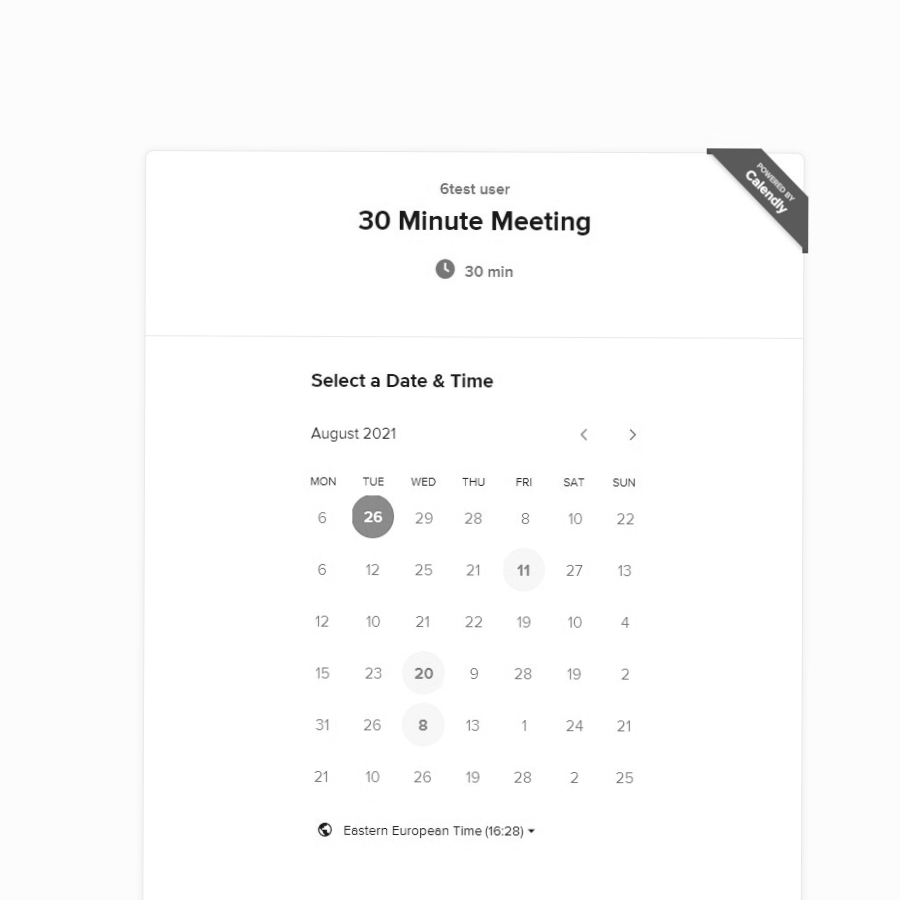 POWERED BY
Calendly
6test user
30 Minute Meeting
30 min
Select a Date & Time
August 2021
MON TUE WED THU FRI SAT SUN
6 26 29 28 8 10 22
6 12 25 21 11 27 13
12 10 21 22 19 10 4
15 23 20 9 28 19 2
31 26 8 13 1 24 21
21 10 26 19 28 2 25
Eastern European Time (16:28)